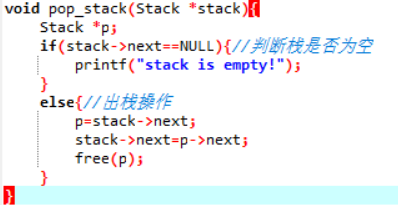 void pop_stack(Stack *stack){
    Stack *p;
    if(stack->next==NULL){//判断栈是否为空
        printf("stack is empty!");
    }
    else{//出栈操作
        p=stack->next;
        stack->next=p->next;
        free(p);
    }
}